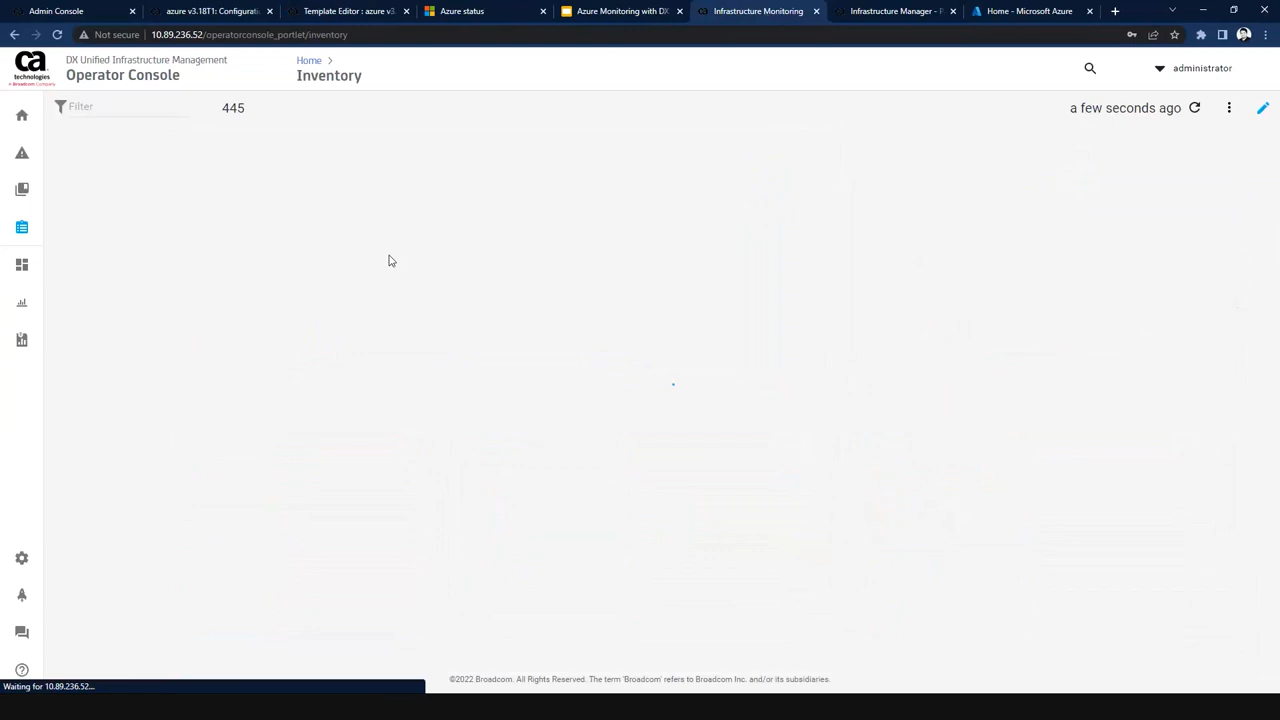 Admin Console
azure v3.18T1: Configurati
Template Editor : azure v3.
Azure status
Azure Monitoring with DX
Infrastructure Monitoring
Infrastructure Manager - P
Home - Microsoft Azure
Not secure
10.89.236.52/operatorconsole_portlet/inventory
ca
technologies
A Broadcom Company
DX Unified Infrastructure Management
Operator Console
Home
Inventory
administrator
Filter
445
a few seconds ago
©2022 Broadcom. All Rights Reserved. The term 'Broadcom' refers to Broadcom Inc. and/or its subsidiaries.
Waiting for 10.89.236.52...